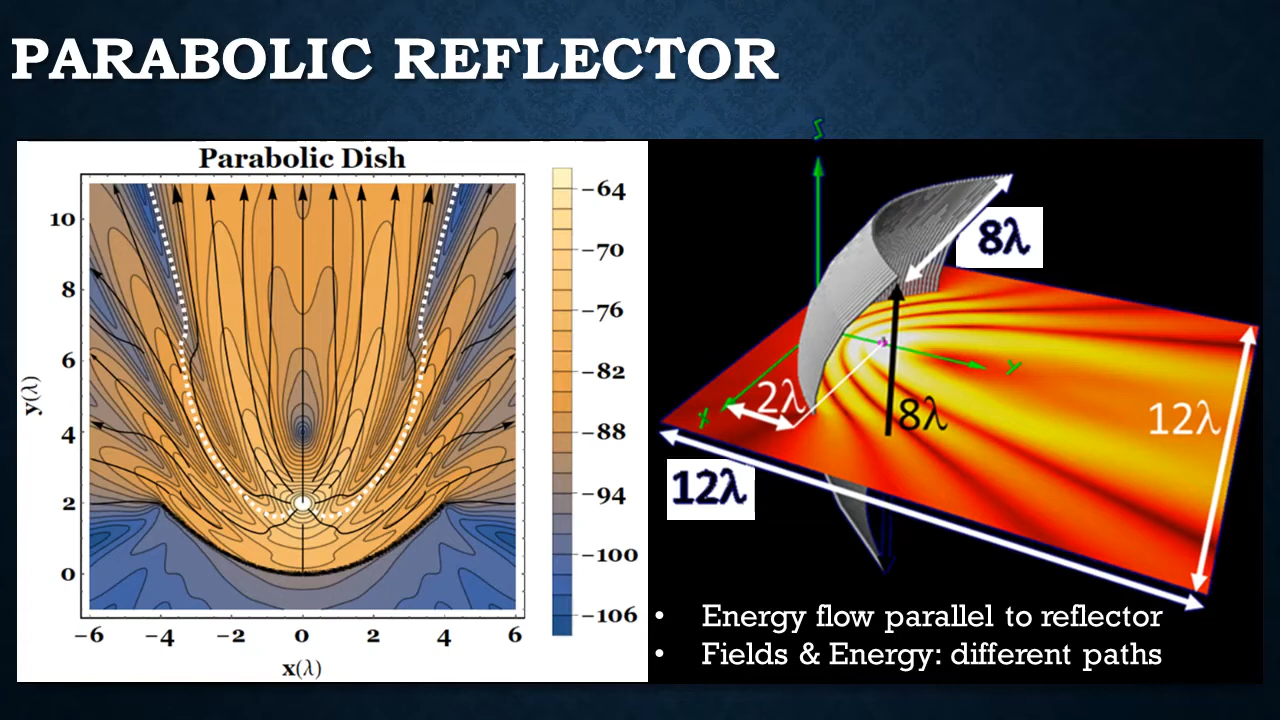 PARABOLIC REFLECTOR
Parabolic Dish
y(λ)
10
8
6
4
2
0
−6 −4 −2 0 2 4 6
x(λ)
−64
−70
−76
−82
−88
−94
−100
−106
Z
8λ
Y
X
2λ
8λ
12λ
12λ
• Energy flow parallel to reflector
• Fields & Energy: different paths